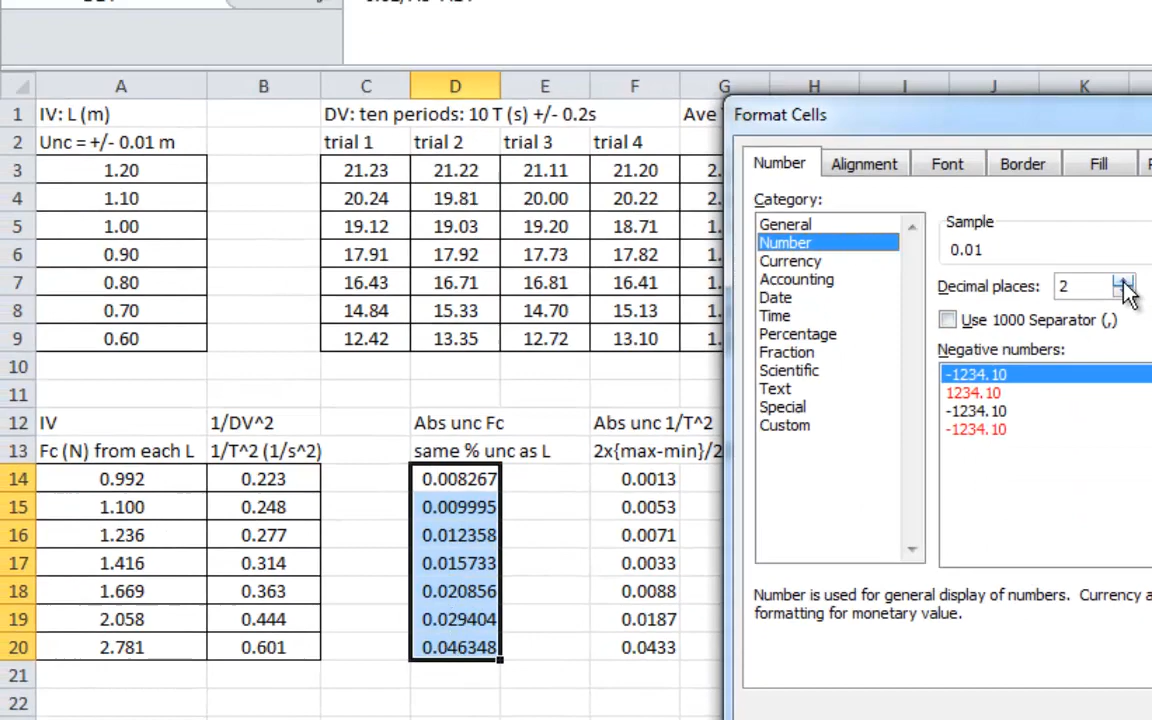 A B C D E F G H I J K
1 IV: L (m) DV: ten periods: 10 T (s) +/- 0.2s Ave
2 Unc = +/- 0.01 m trial 1 trial 2 trial 3 trial 4
3 1.20 21.23 21.22 21.11 21.20 2.
4 1.10 20.24 19.81 20.00 20.22 2.
5 1.00 19.12 19.03 19.20 18.71 1.
6 0.90 17.91 17.92 17.73 17.82 1.
7 0.80 16.43 16.71 16.81 16.41 1.
8 0.70 14.84 15.33 14.70 15.13 1.
9 0.60 12.42 13.35 12.72 13.10 1.
10
11
12 IV 1/DV^2 Abs unc Fc Abs unc 1/T^2
13 Fc (N) from each L 1/T^2 (1/s^2) same % unc as L 2x{max-min}/2
14 0.992 0.223 0.008267 0.0013
15 1.100 0.248 0.009995 0.0053
16 1.236 0.277 0.012358 0.0071
17 1.416 0.314 0.015733 0.0033
18 1.669 0.363 0.020856 0.0088
19 2.058 0.444 0.029404 0.0187
20 2.781 0.601 0.046348 0.0433
21
22
Format Cells
Number Alignment Font Border Fill
Category:
General
Number
Currency
Accounting
Date
Time
Percentage
Fraction
Scientific
Text
Special
Custom
Sample
0.01
Decimal places: 2
Use 1000 Separator (,)
Negative numbers:
-1234.10
1234.10
-1234.10
-1234.10
Number is used for general display of numbers. Currency a
formatting for monetary value.